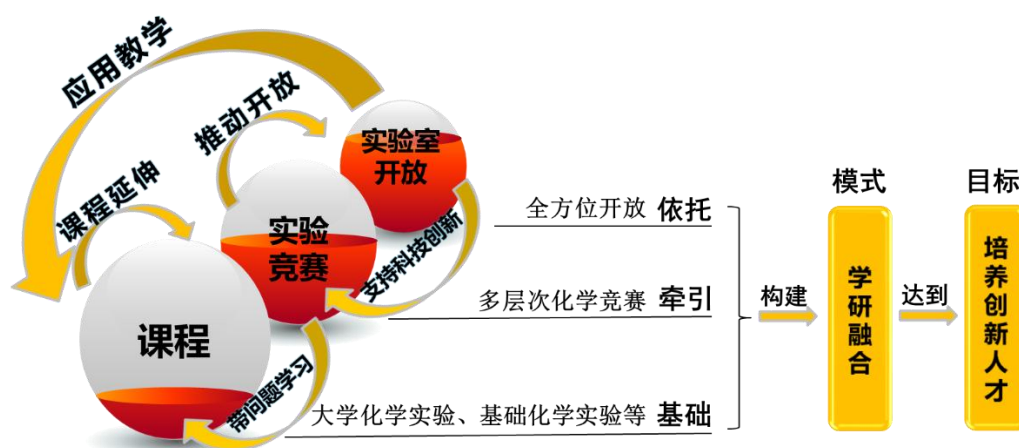 应用教学
推动开放
课程延伸
实验室
开放
实验
竞赛
课程
支持科技创新
带问题学习
全方位开放 依托
多层次化学竞赛 牵引
大学化学实验、基础化学实验等 基础
构建
模式
学研融合
达到
目标
培养创新人才